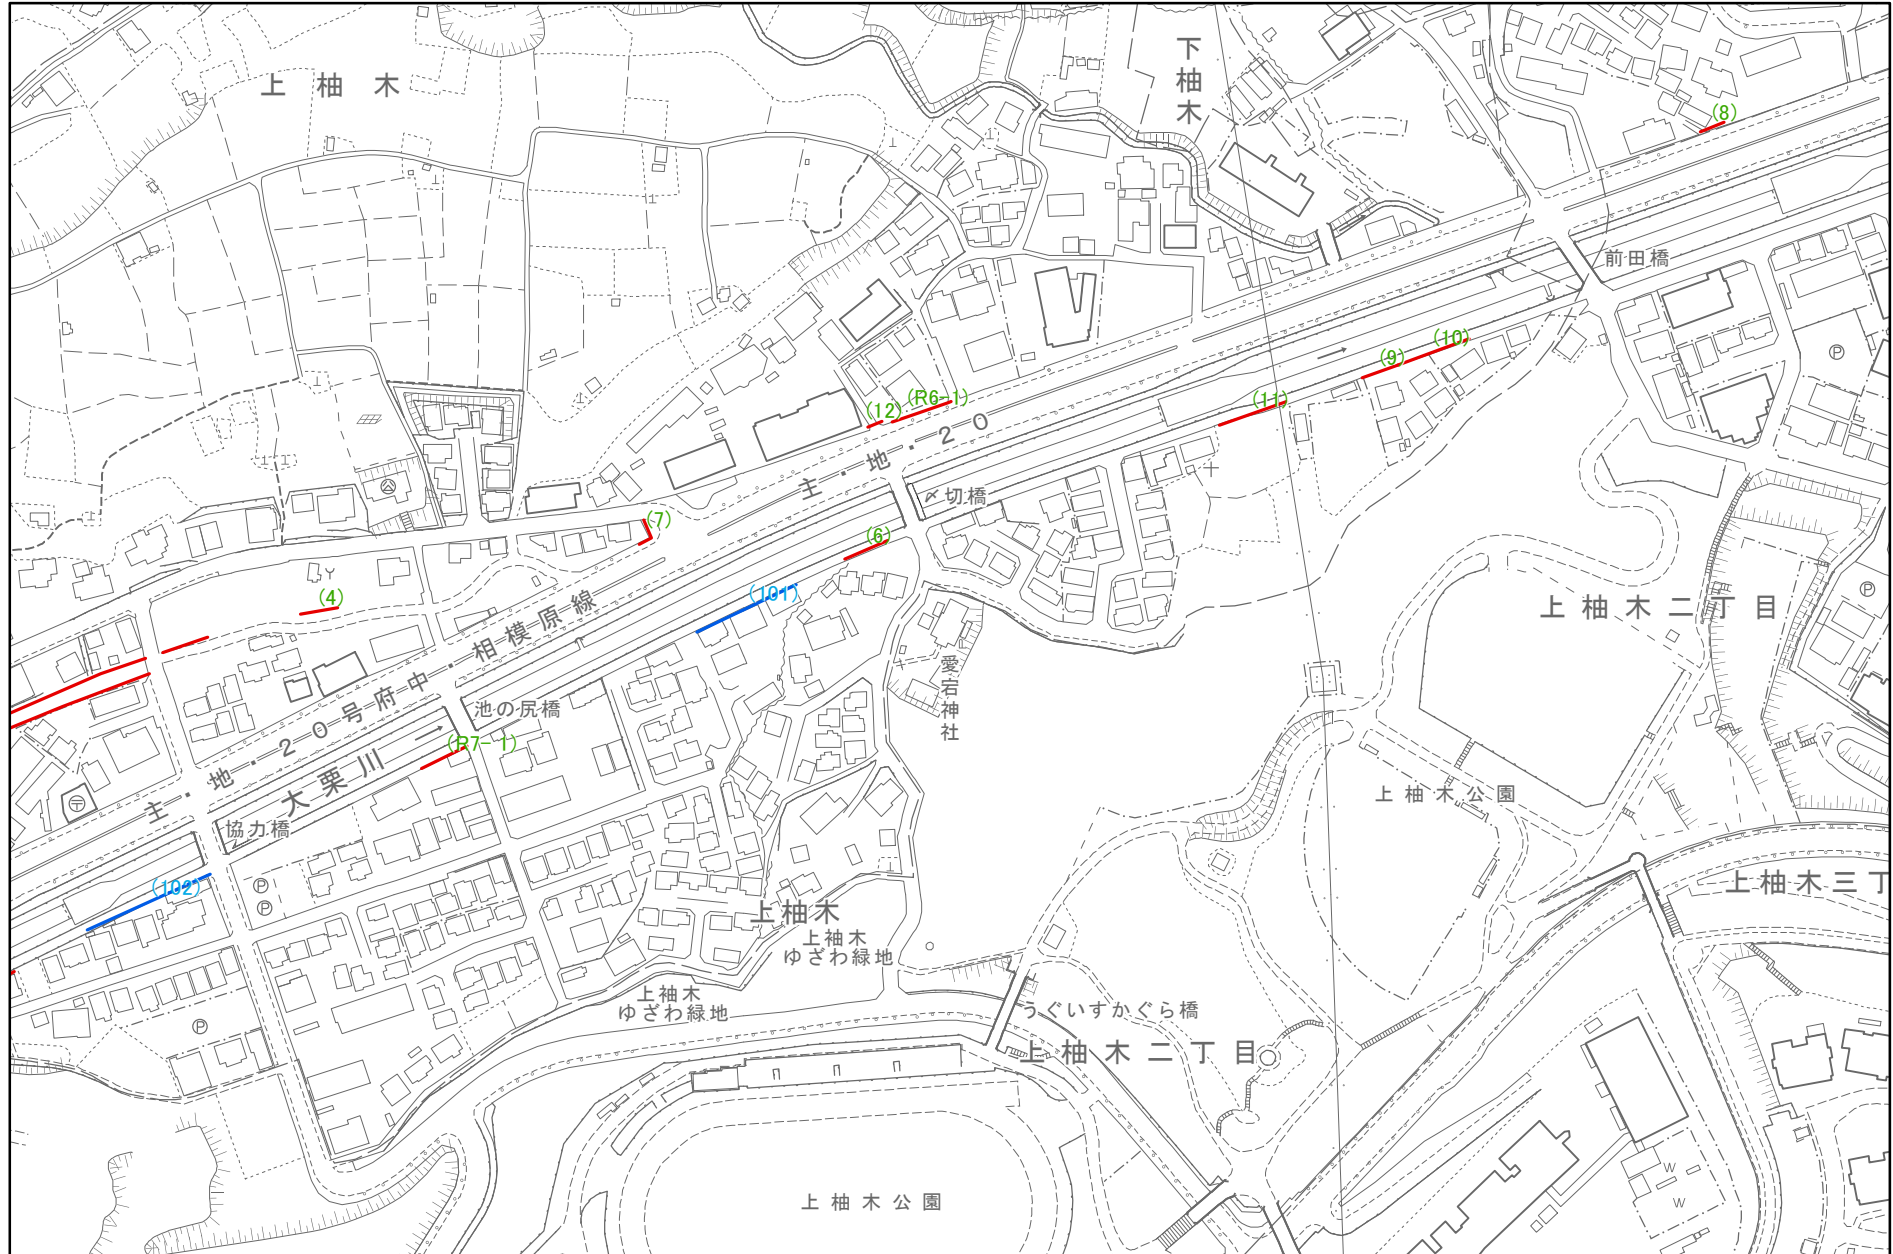 上柚木
下柚木
(8)
前田橋
(10)
(9)
(11)
(R6-1)
(12)
主・地・20
〆切橋
(7)
(6)
(101)
(4)
上柚木二丁目
愛宕神社
主・地・20号府中・相模原線
池の尻橋
(R7-1)
大栗川
協力橋
上柚木公園
(102)
上柚木三丁
上柚木
上袖木
ゆざわ緑地
上袖木
ゆざわ緑地
うぐいすかぐら橋
上柚木二丁目
上柚木公園